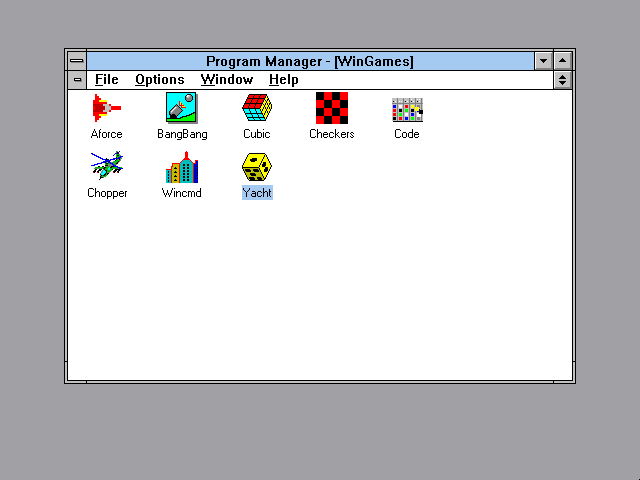 Program Manager - [WinGames]
File Options Window Help
Aforce BangBang Cubic Checkers Code
Chopper Wincmd Yacht